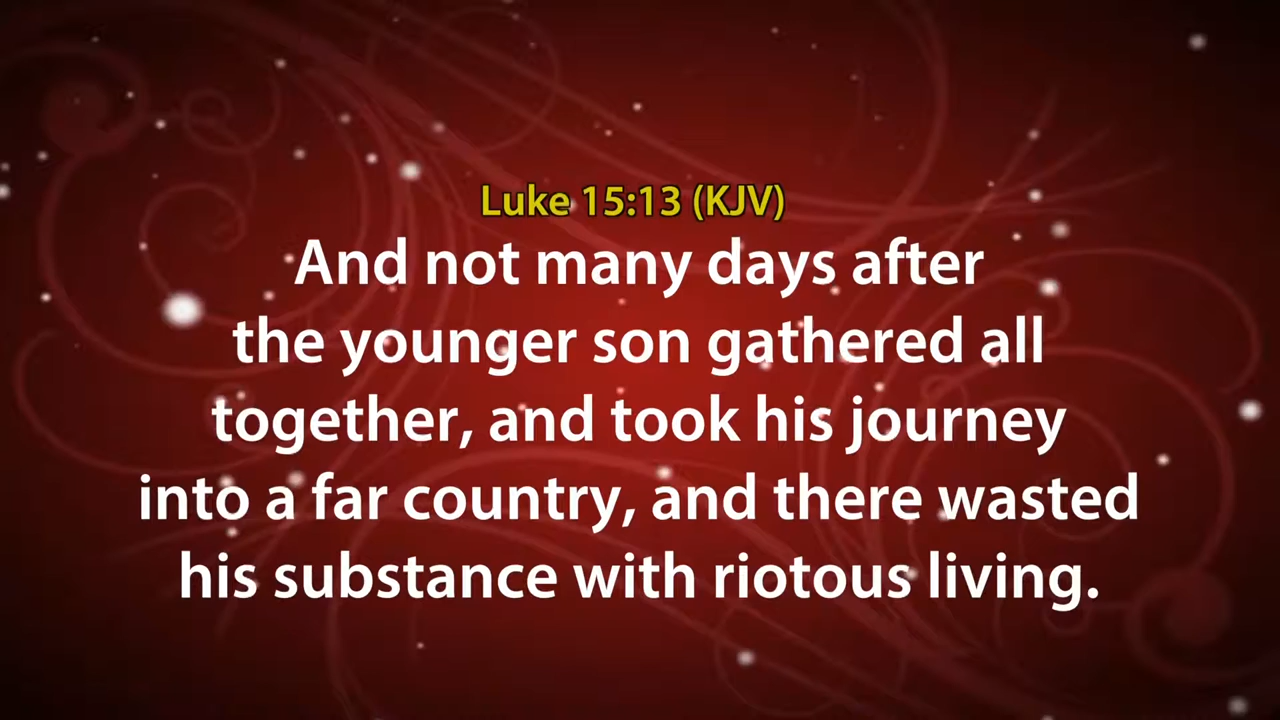 Luke 15:13 (KJV)
And not many days after
the younger son gathered all
together, and took his journey
into a far country, and there wasted
his substance with riotous living.